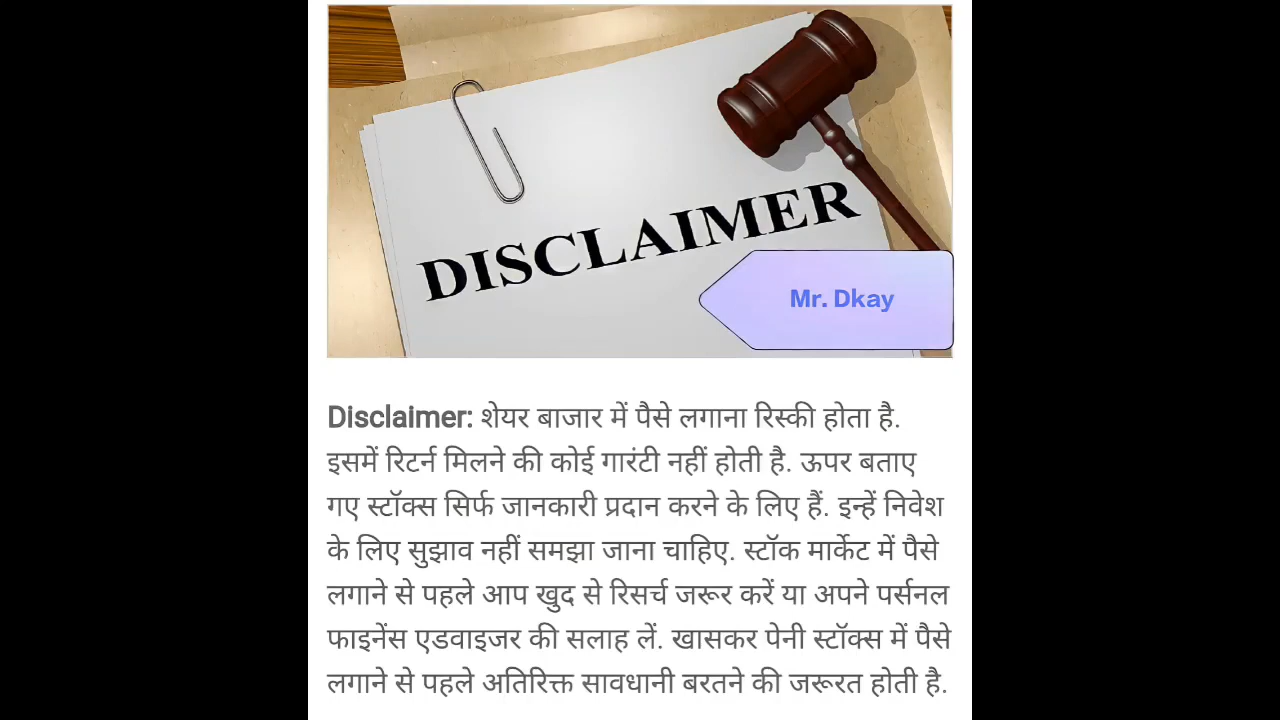 DISCLAIMER
Mr. Dkay
Disclaimer: शेयर बाजार में पैसे लगाना रिस्की होता है.
इसमें रिटर्न मिलने की कोई गारंटी नहीं होती है. ऊपर बताए
गए स्टॉक्स सिर्फ जानकारी प्रदान करने के लिए हैं. इन्हें निवेश
के लिए सुझाव नहीं समझा जाना चाहिए. स्टॉक मार्केट में पैसे
लगाने से पहले आप खुद से रिसर्च जरूर करें या अपने पर्सनल
फाइनेंस एडवाइजर की सलाह लें. खासकर पेनी स्टॉक्स में पैसे
लगाने से पहले अतिरिक्त सावधानी बरतने की जरूरत होती है.